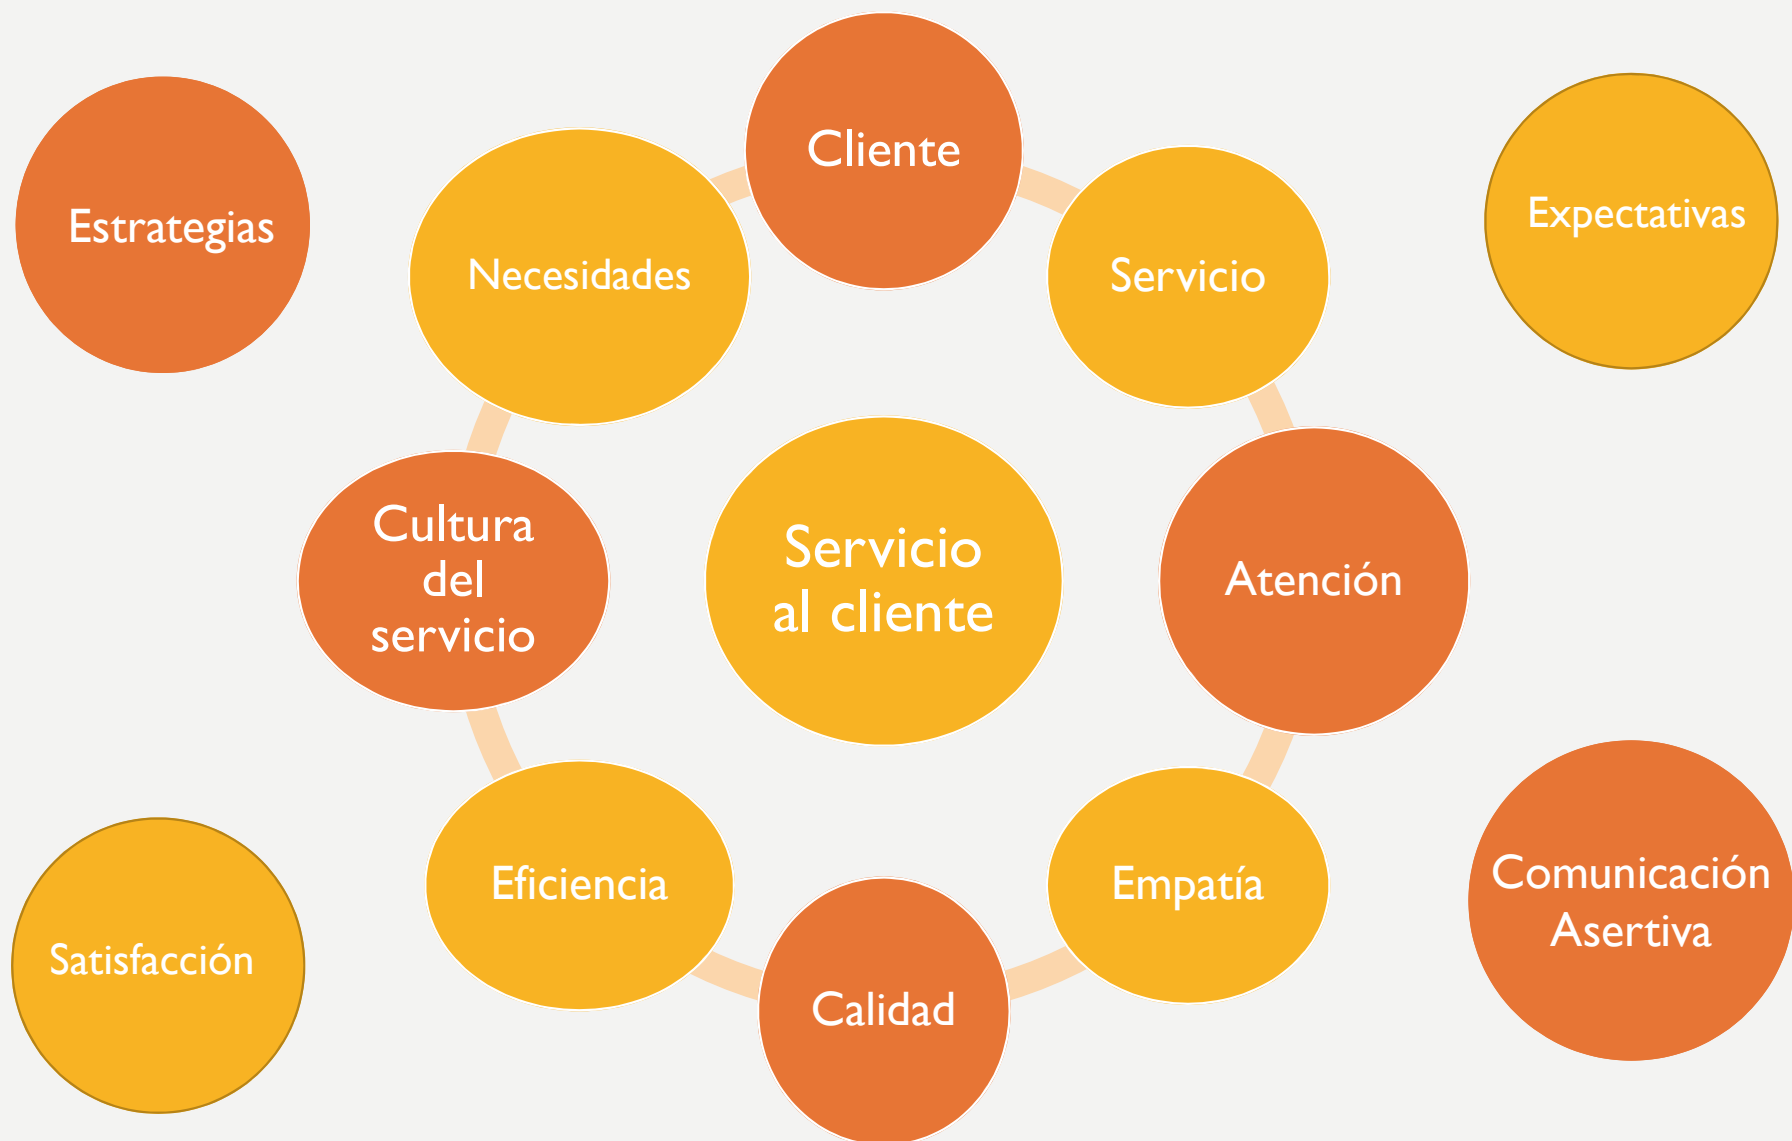 Cliente
Estrategias
Expectativas
Necesidades
Servicio
Cultura
del
servicio
Servicio
al cliente
Atención
Eficiencia
Empatía
Comunicación
Asertiva
Satisfacción
Calidad